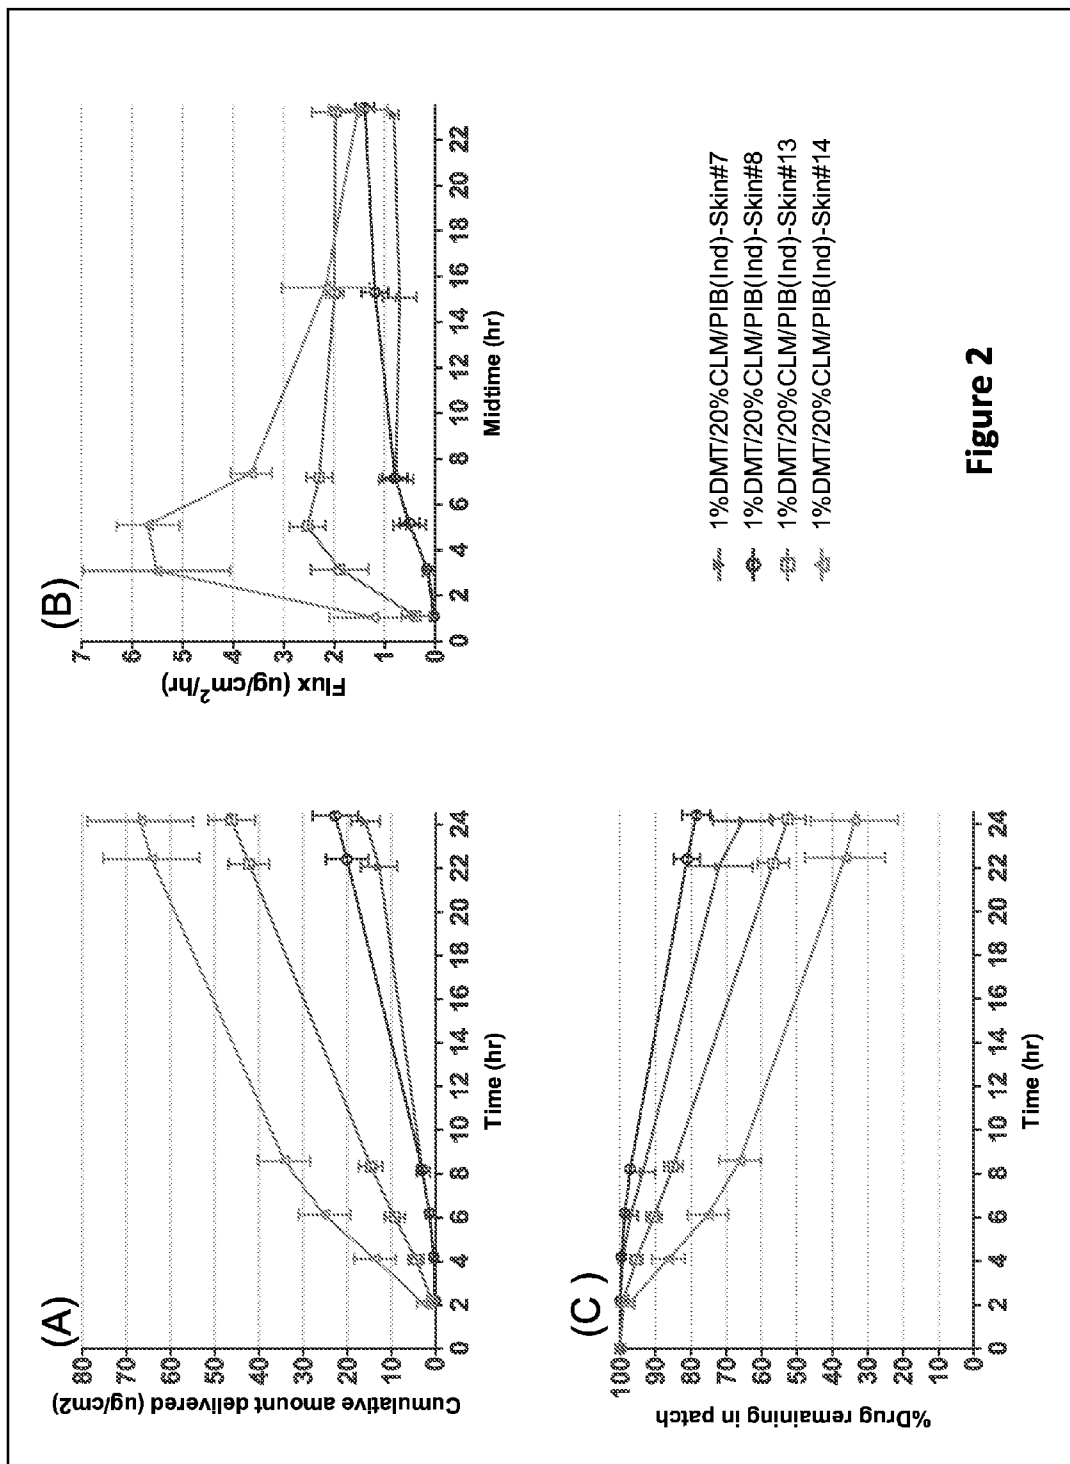 (A)
Cumulative amount delivered (ug/cm2)
80
70
60
50
40
30
20
10
0
0 2 4 6 8 10 12 14 16 18 20 22 24
Time (hr)
(B)
Flux (ug/cm²/hr)
7
6
5
4
3
2
1
0
0 2 4 6 8 10 12 14 16 18 20 22
Midtime (hr)
(C )
%Drug remaining in patch
100
90
80
70
60
50
40
30
20
10
0
0 2 4 6 8 10 12 14 16 18 20 22 24
Time (hr)
1%DMT/20%CLM/PIB(Ind)-Skin#7
1%DMT/20%CLM/PIB(Ind)-Skin#8
1%DMT/20%CLM/PIB(Ind)-Skin#13
1%DMT/20%CLM/PIB(Ind)-Skin#14
Figure 2